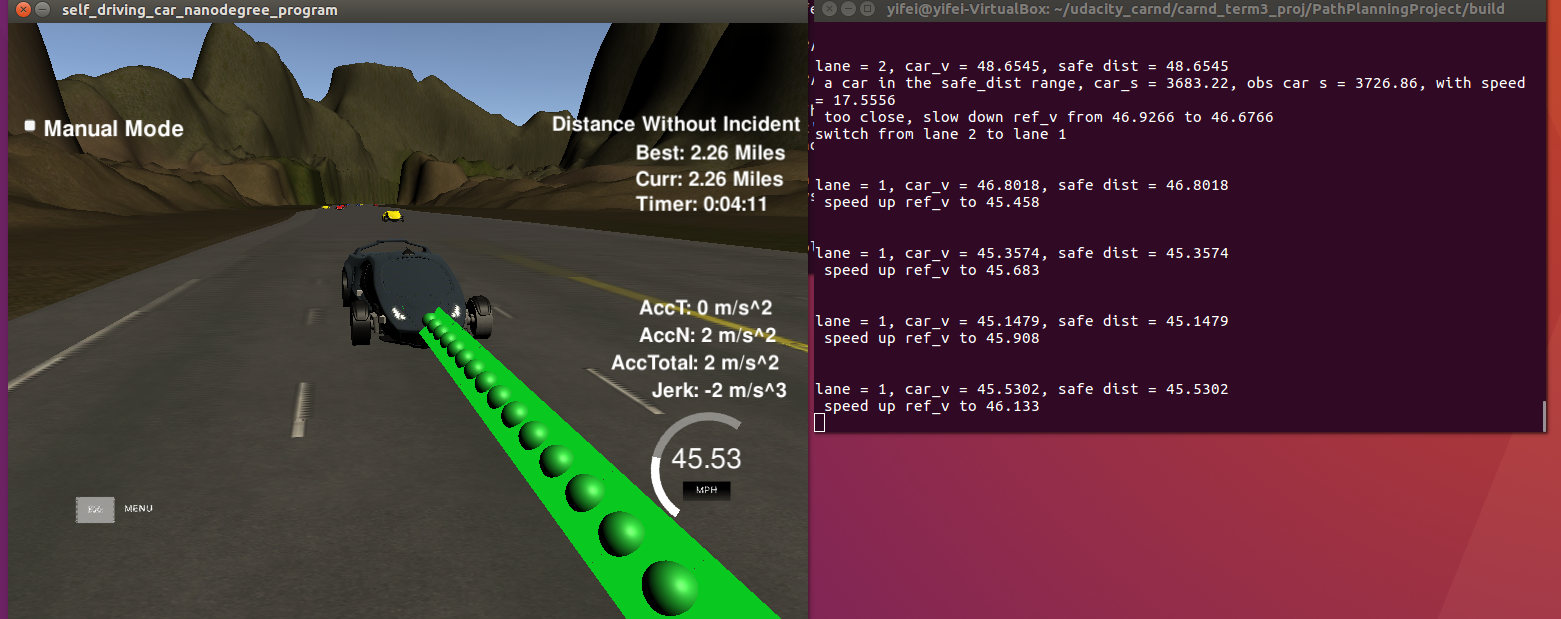 self_driving_car_nanodegree_program
Manual Mode
Distance Without Incident
Best: 2.26 Miles
Curr: 2.26 Miles
Timer: 0:04:11
AccT: 0 m/s^2
AccN: 2 m/s^2
AccTotal: 2 m/s^2
Jerk: -2 m/s^3
45.53
MPH
MENU
yifei@yifei-VirtualBox: ~/udacity_carnd/carnd_term3_proj/PathPlanningProject/build
lane = 2, car_v = 48.6545, safe dist = 48.6545
a car in the safe_dist range, car_s = 3683.22, obs car s = 3726.86, with speed
= 17.5556
too close, slow down ref_v from 46.9266 to 46.6766
switch from lane 2 to lane 1
lane = 1, car_v = 46.8018, safe dist = 46.8018
speed up ref_v to 45.458
lane = 1, car_v = 45.3574, safe dist = 45.3574
speed up ref_v to 45.683
lane = 1, car_v = 45.1479, safe dist = 45.1479
speed up ref_v to 45.908
lane = 1, car_v = 45.5302, safe dist = 45.5302
speed up ref_v to 46.133